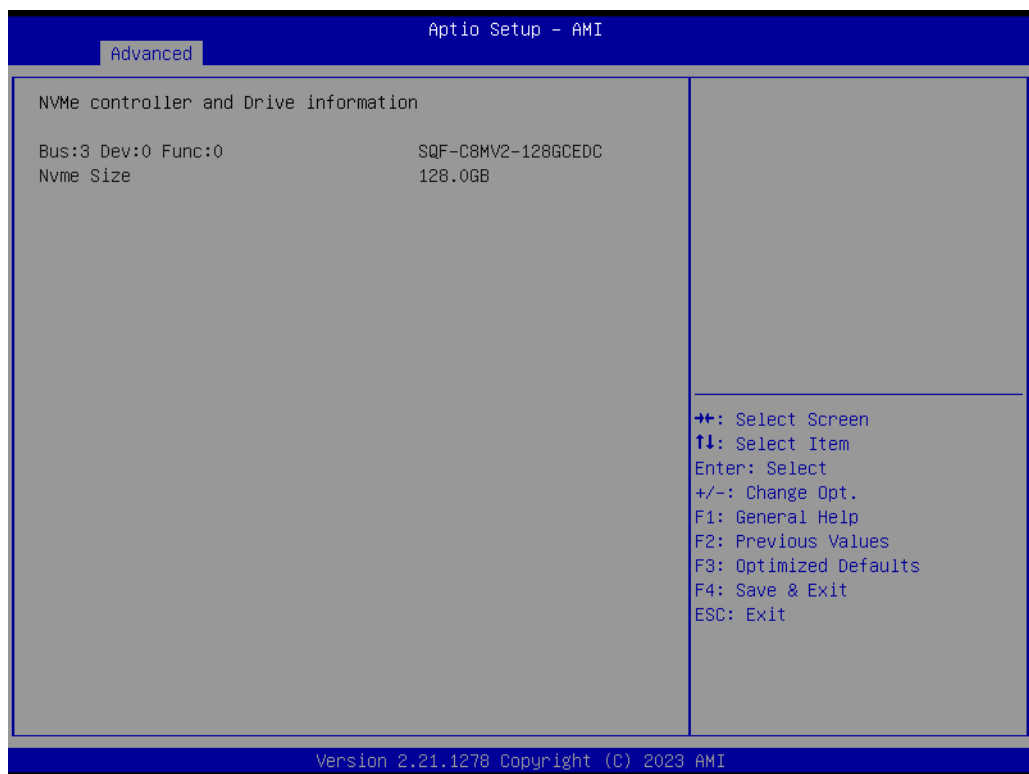 Aptio Setup – AMI
Advanced
NVMe controller and Drive information
Bus:3 Dev:0 Func:0 SQF-C8MV2-128GCEDC
Nvme Size 128.0GB
→←: Select Screen
↑↓: Select Item
Enter: Select
+/-: Change Opt.
F1: General Help
F2: Previous Values
F3: Optimized Defaults
F4: Save & Exit
ESC: Exit
Version 2.21.1278 Copyright (C) 2023 AMI